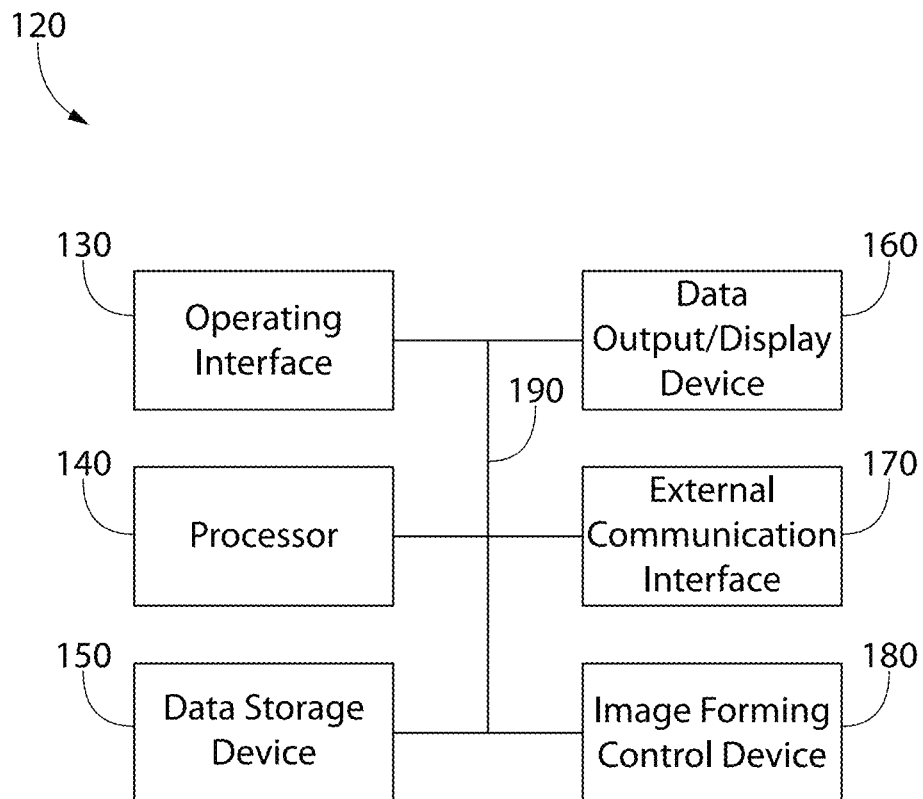 120
130
Operating
Interface
160
Data
Output/Display
Device
190
140
Processor
170
External
Communication
Interface
150
Data Storage
Device
180
Image Forming
Control Device